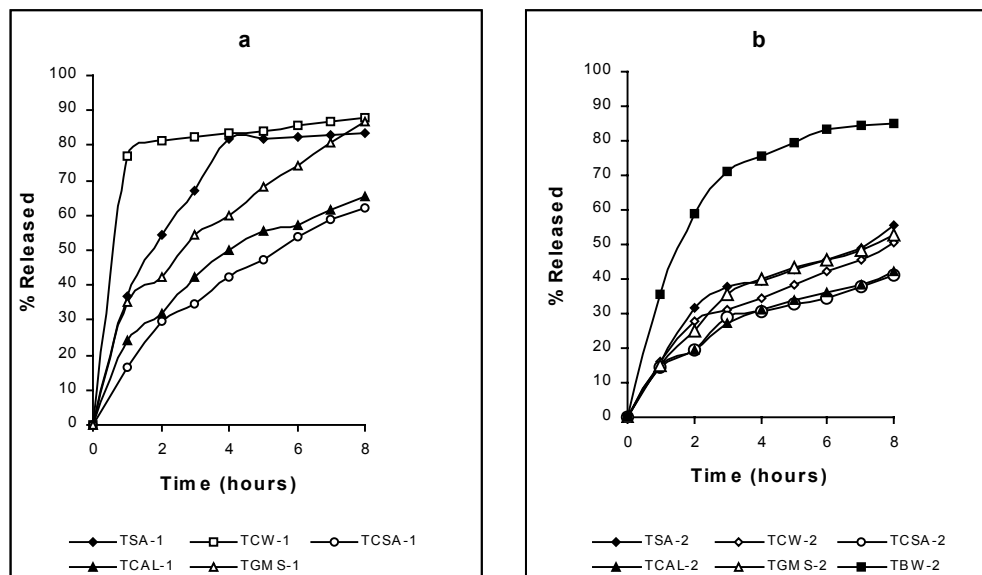 a
100
90
80
70
60
50
40
30
20
10
0
% Released
0 2 4 6 8
Time (hours)
TSA-1 TCW-1 TCSA-1
TCAL-1 TGMS-1
b
100
90
80
70
60
50
40
30
20
10
0
% Released
0 2 4 6 8
Time (hours)
TSA-2 TCW-2 TCSA-2
TCAL-2 TGMS-2 TBW-2